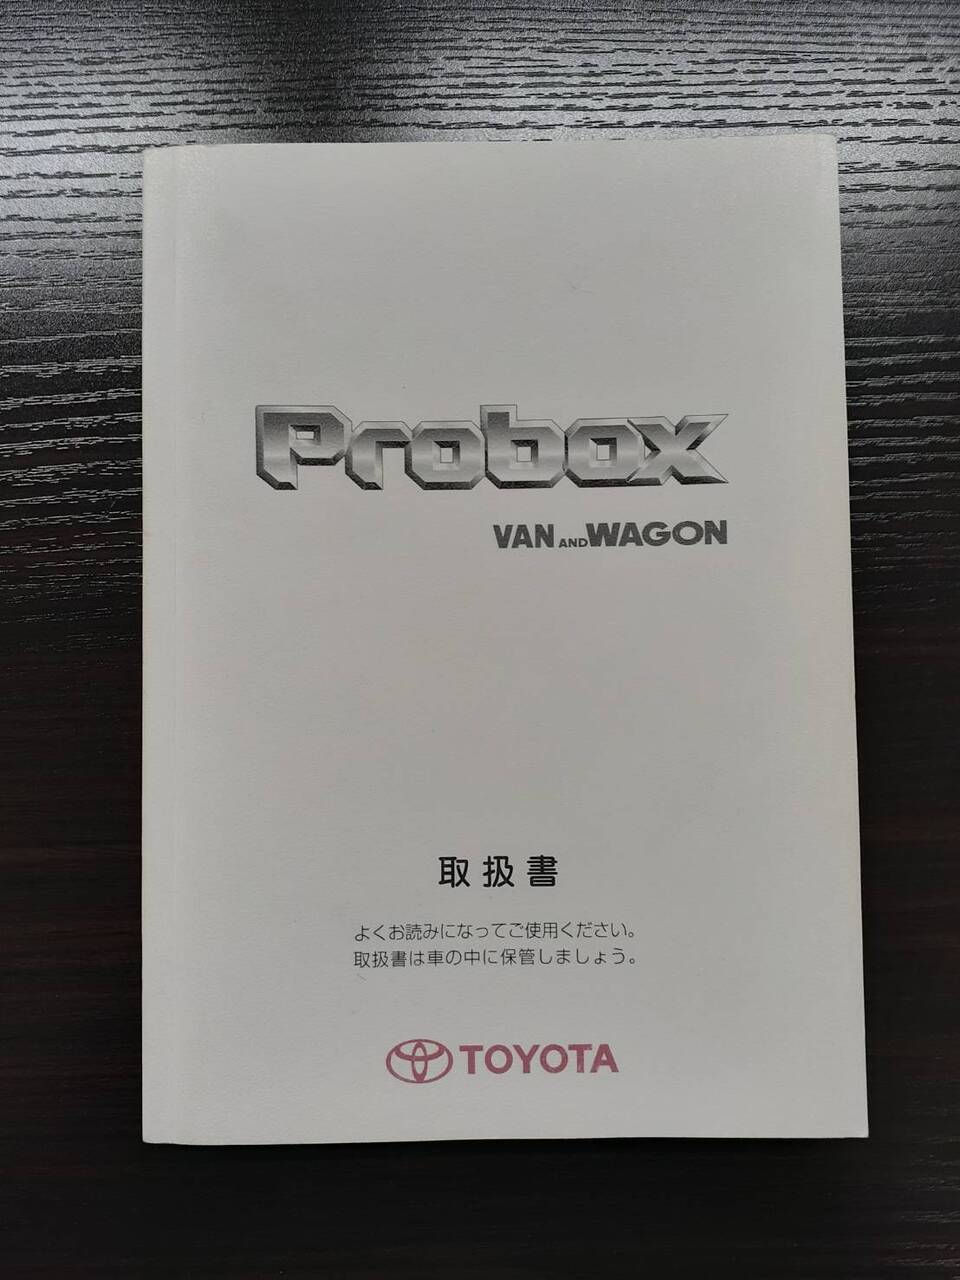 Probox
VAN AND WAGON
取扱書
よくお読みになってご使用ください。
取扱書は車の中に保管しましょう。
TOYOTA